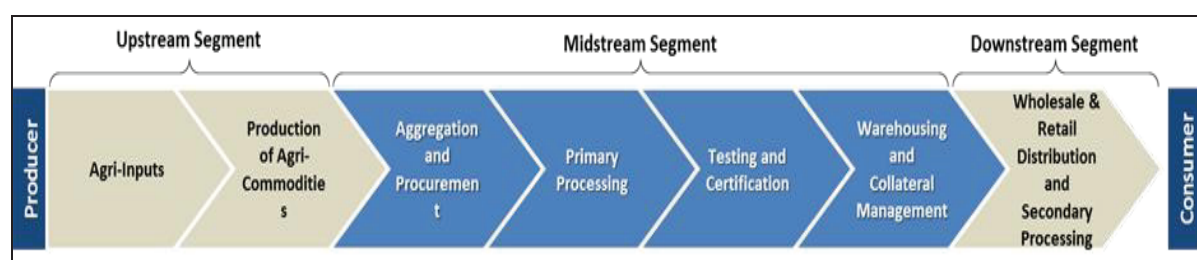 Upstream Segment
Midstream Segment
Downstream Segment
Producer
Agri-Inputs
Production
of Agri-
Commoditie
s
Aggregation
and
Procuremen
t
Primary
Processing
Testing and
Certification
Warehousing
and
Collateral
Management
Wholesale &
Retail
Distribution
and
Secondary
Processing
Consumer